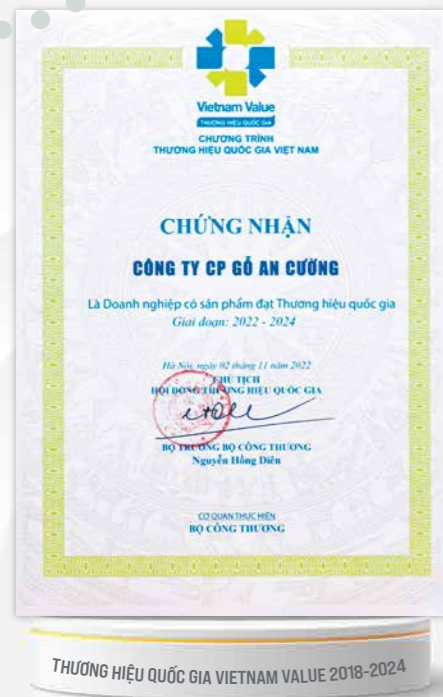 Vietnam Value
THƯƠNG HIỆU QUỐC GIA
CHƯƠNG TRÌNH
THƯƠNG HIỆU QUỐC GIA VIỆT NAM
CHỨNG NHẬN
CÔNG TY CP GỖ AN CƯỜNG
Là Doanh nghiệp có sản phẩm đạt Thương hiệu quốc gia
Giai đoạn: 2022 - 2024
Hà Nội, ngày 02 tháng 11 năm 2022
CHỦ TỊCH
HỘI ĐỒNG THƯƠNG HIỆU QUỐC GIA
BỘ TRƯỞNG BỘ CÔNG THƯƠNG
Nguyễn Hồng Diên
CƠ QUAN THỰC HIỆN
BỘ CÔNG THƯƠNG
THƯƠNG HIỆU QUỐC GIA VIETNAM VALUE 2018-2024